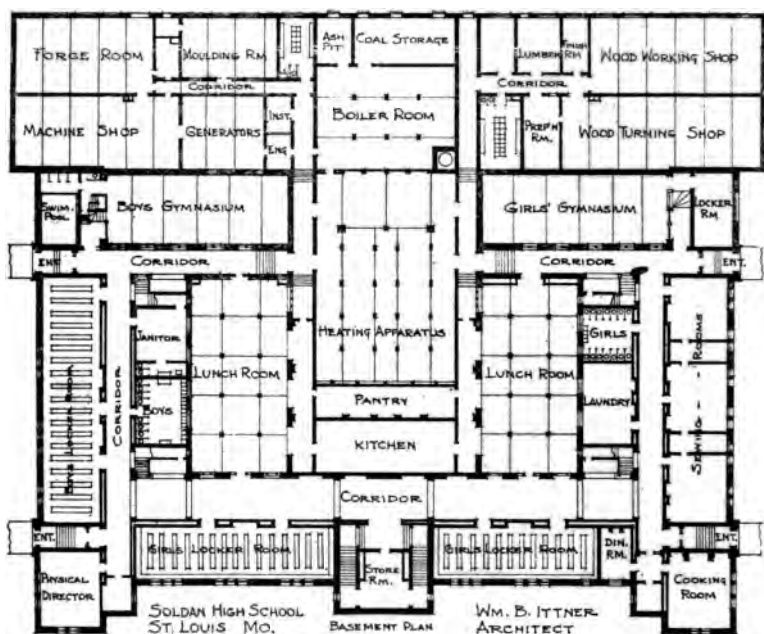 FORGE ROOM
MOULDING RM
ASH PIT
COAL STORAGE
LUMBER
FINISH RM
WOOD WORKING SHOP
CORRIDOR
CORRIDOR
MACHINE SHOP
GENERATORS
INST.
ENG
BOILER ROOM
PREP'N RM.
WOOD TURNING SHOP
SWIM. POOL
BOYS GYMNASIUM
GIRLS' GYMNASIUM
LOCKER RM
ENT.
CORRIDOR
CORRIDOR
ENT.
BOYS LOCKER ROOM
CORRIDOR
JANITOR
BOYS
LUNCH ROOM
HEATING APPARATUS
PANTRY
KITCHEN
LUNCH ROOM
GIRLS
LAUNDRY
SEWING - - ROOMS
CORRIDOR
ENT.
GIRLS LOCKER ROOM
STORE RM.
GIRLS LOCKER ROOM
DIN. RM.
ENT.
PHYSICAL DIRECTOR
COOKING ROOM
SOLDAN HIGH SCHOOL
ST. LOUIS MO.
BASEMENT PLAN
WM. B. ITTNER
ARCHITECT